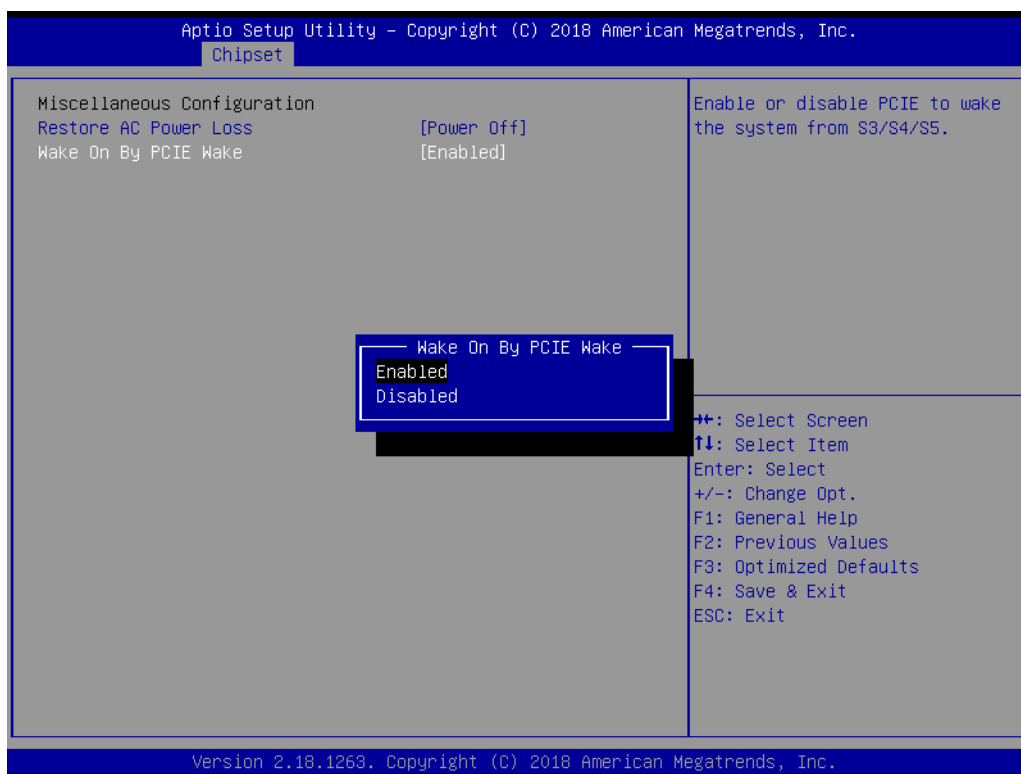 Aptio Setup Utility – Copyright (C) 2018 American Megatrends, Inc.
Chipset
Miscellaneous Configuration
Restore AC Power Loss [Power Off]
Wake On By PCIE Wake [Enabled]
Enable or disable PCIE to wake
the system from S3/S4/S5.
Wake On By PCIE Wake
Enabled
Disabled
→←: Select Screen
↑↓: Select Item
Enter: Select
+/-: Change Opt.
F1: General Help
F2: Previous Values
F3: Optimized Defaults
F4: Save & Exit
ESC: Exit
Version 2.18.1263. Copyright (C) 2018 American Megatrends, Inc.